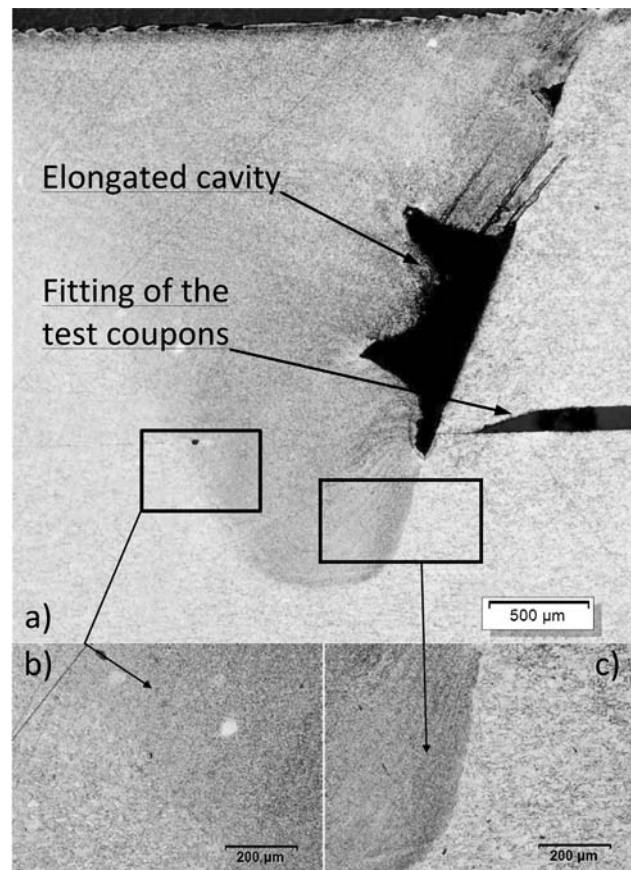 Elongated cavity
Fitting of the
test coupons
a)
500 µm
b)
c)
200 µm
200 µm